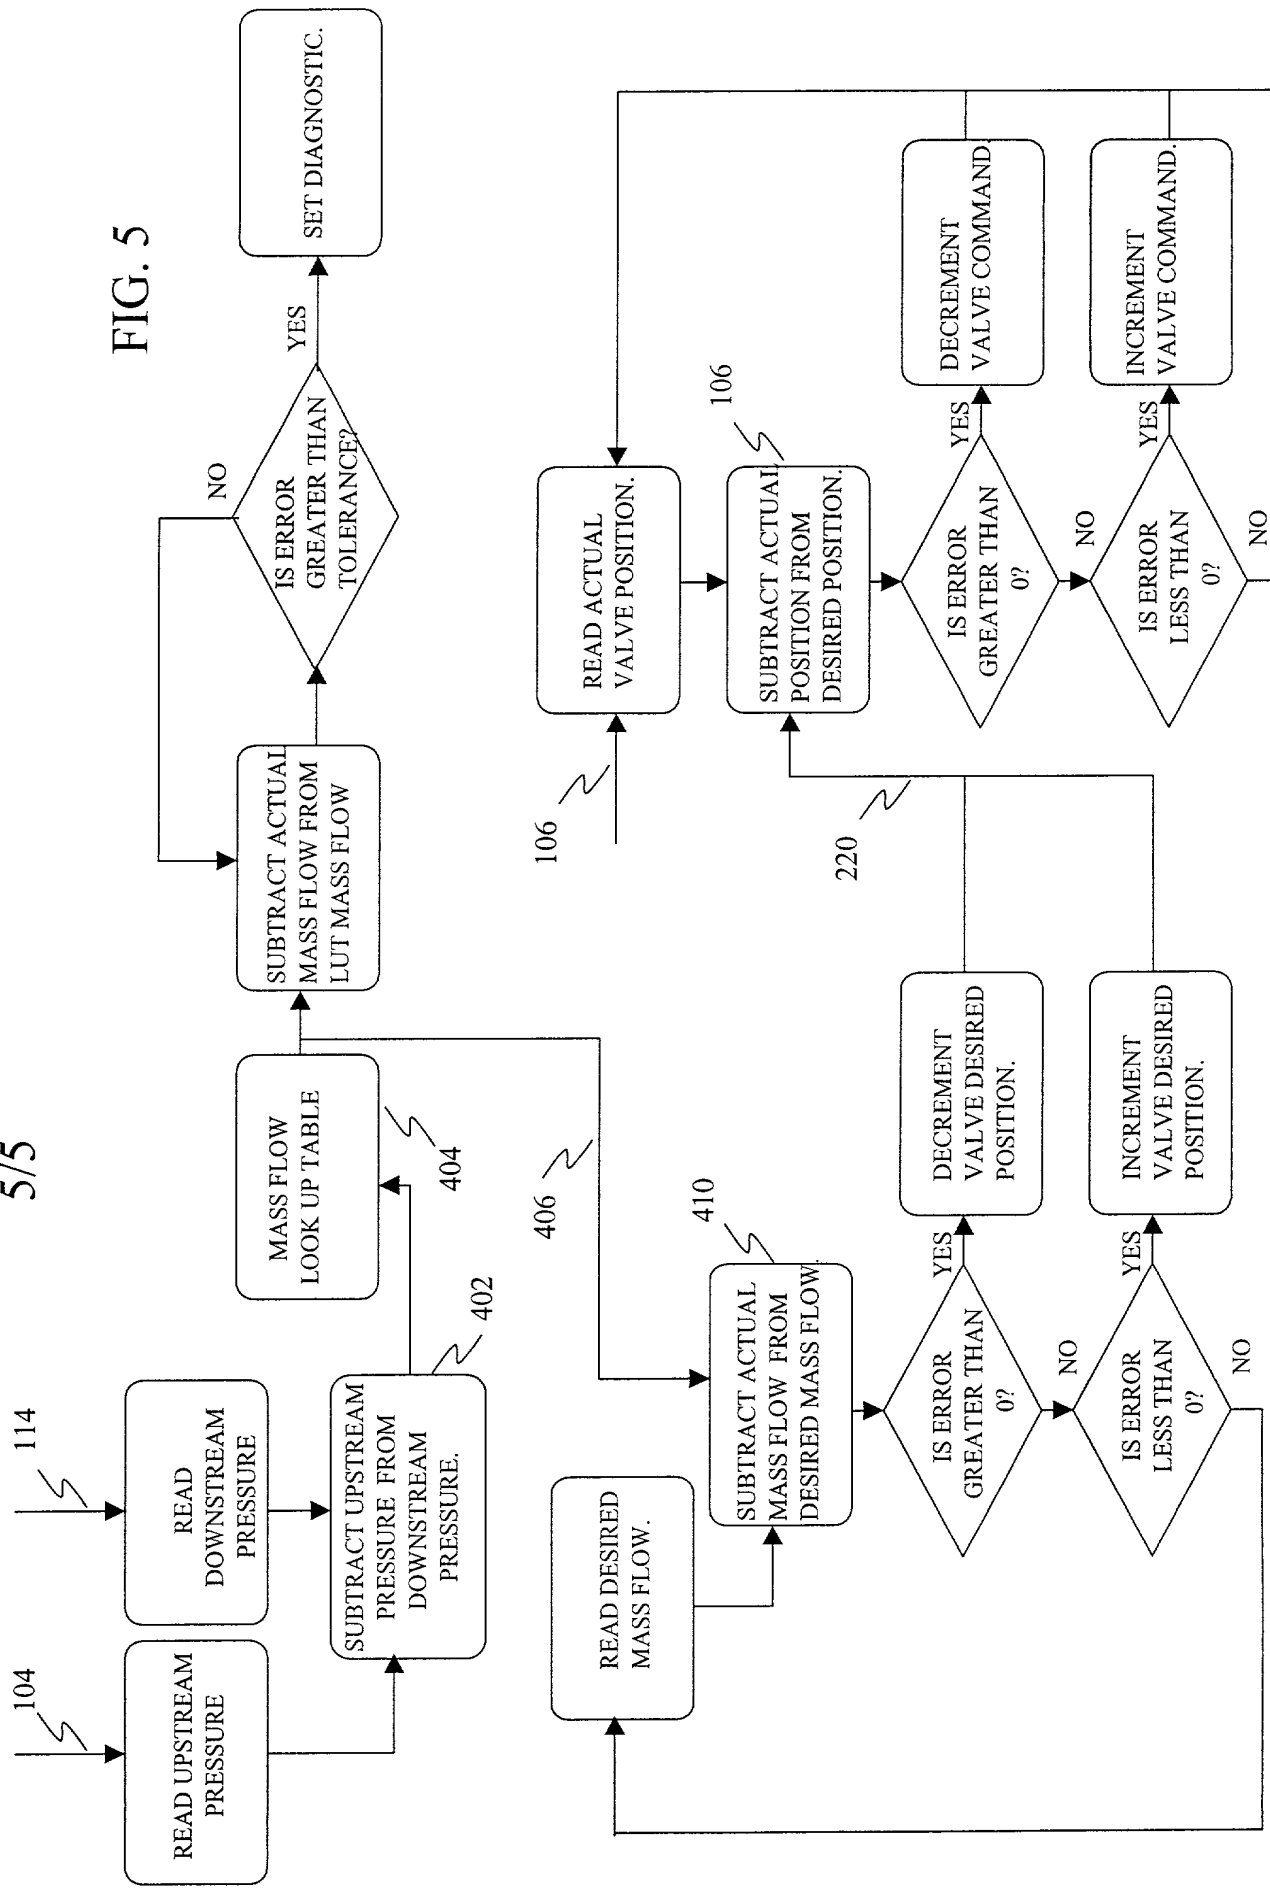 5/5
FIG. 5
104
READ UPSTREAM
PRESSURE
114
READ
DOWNSTREAM
PRESSURE
SUBTRACT UPSTREAM
PRESSURE FROM
DOWNSTREAM
PRESSURE.
402
MASS FLOW
LOOK UP TABLE
404
SUBTRACT ACTUAL
MASS FLOW FROM
LUT MASS FLOW
IS ERROR
GREATER THAN
TOLERANCE?
NO
YES
SET DIAGNOSTIC.
406
READ DESIRED
MASS FLOW.
SUBTRACT ACTUAL
MASS FLOW FROM
DESIRED MASS FLOW.
410
IS ERROR
GREATER THAN
0?
YES
DECREMENT
VALVE DESIRED
POSITION.
NO
IS ERROR
LESS THAN
0?
YES
INCREMENT
VALVE DESIRED
POSITION.
NO
220
106
READ ACTUAL
VALVE POSITION.
SUBTRACT ACTUAL
POSITION FROM
DESIRED POSITION.
106
IS ERROR
GREATER THAN
0?
YES
DECREMENT
VALVE COMMAND.
NO
IS ERROR
LESS THAN
0?
YES
INCREMENT
VALVE COMMAND.
NO